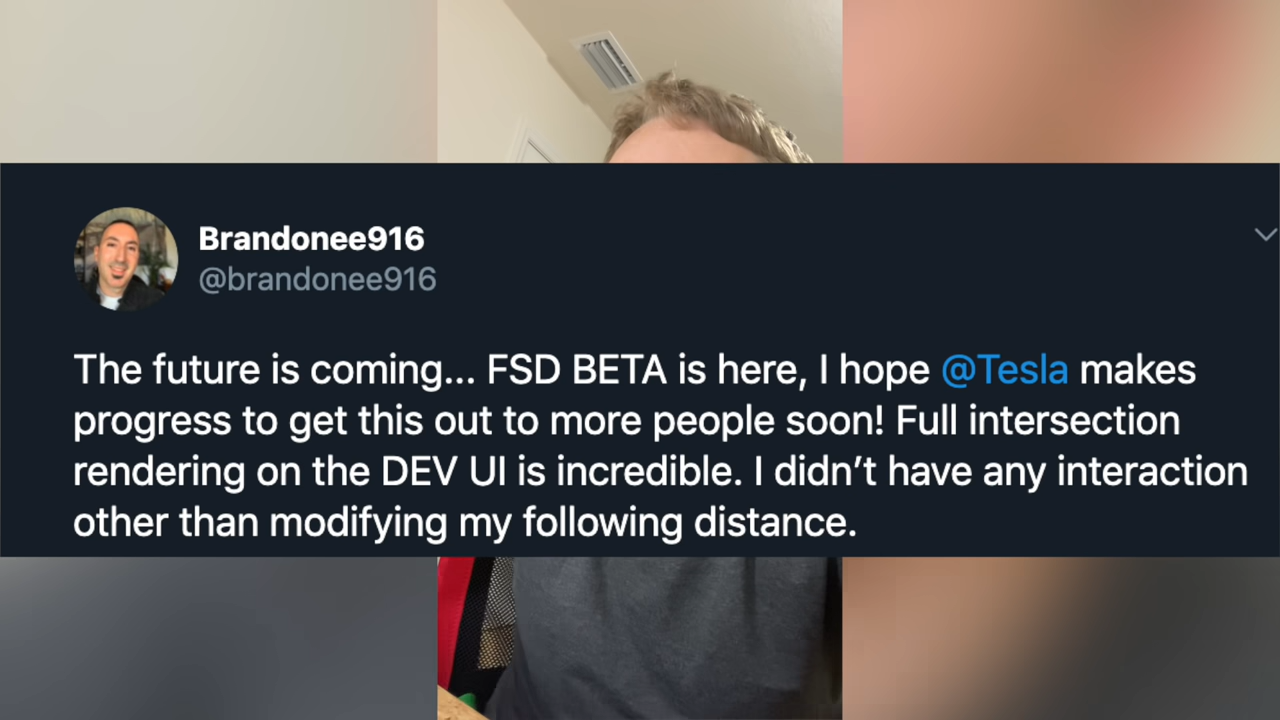 Brandonee916
@brandonee916
The future is coming... FSD BETA is here, I hope @Tesla makes
progress to get this out to more people soon! Full intersection
rendering on the DEV UI is incredible. I didn’t have any interaction
other than modifying my following distance.